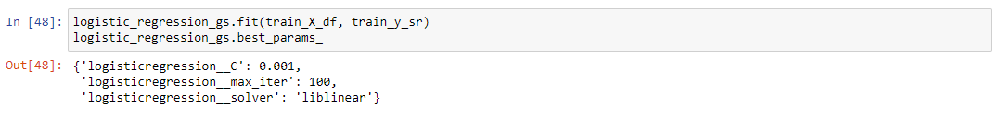 In [48]: logistic_regression_gs.fit(train_X_df, train_y_sr)
logistic_regression_gs.best_params_
Out[48]: {'logisticregression__C': 0.001,
'logisticregression__max_iter': 100,
'logisticregression__solver': 'liblinear'}